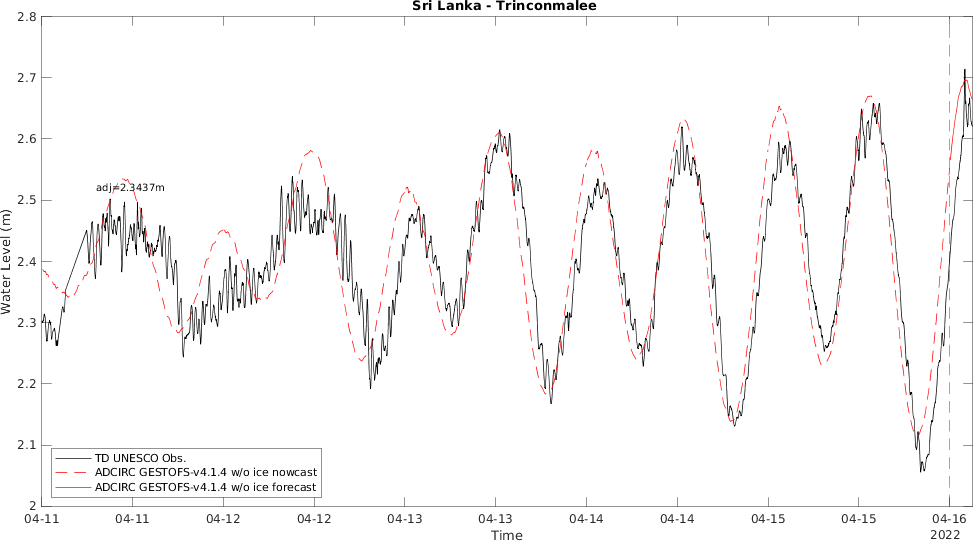 Sri Lanka - Trinconmalee
2.8
2.7
2.6
2.5
2.4
2.3
2.2
2.1
2
Water Level (m)
adj=2.3437m
TD UNESCO Obs.
ADCIRC GESTOFS-v4.1.4 w/o ice nowcast
ADCIRC GESTOFS-v4.1.4 w/o ice forecast
04-11 04-11 04-12 04-12 04-13 04-13 04-14 04-14 04-15 04-15 04-16
Time
2022